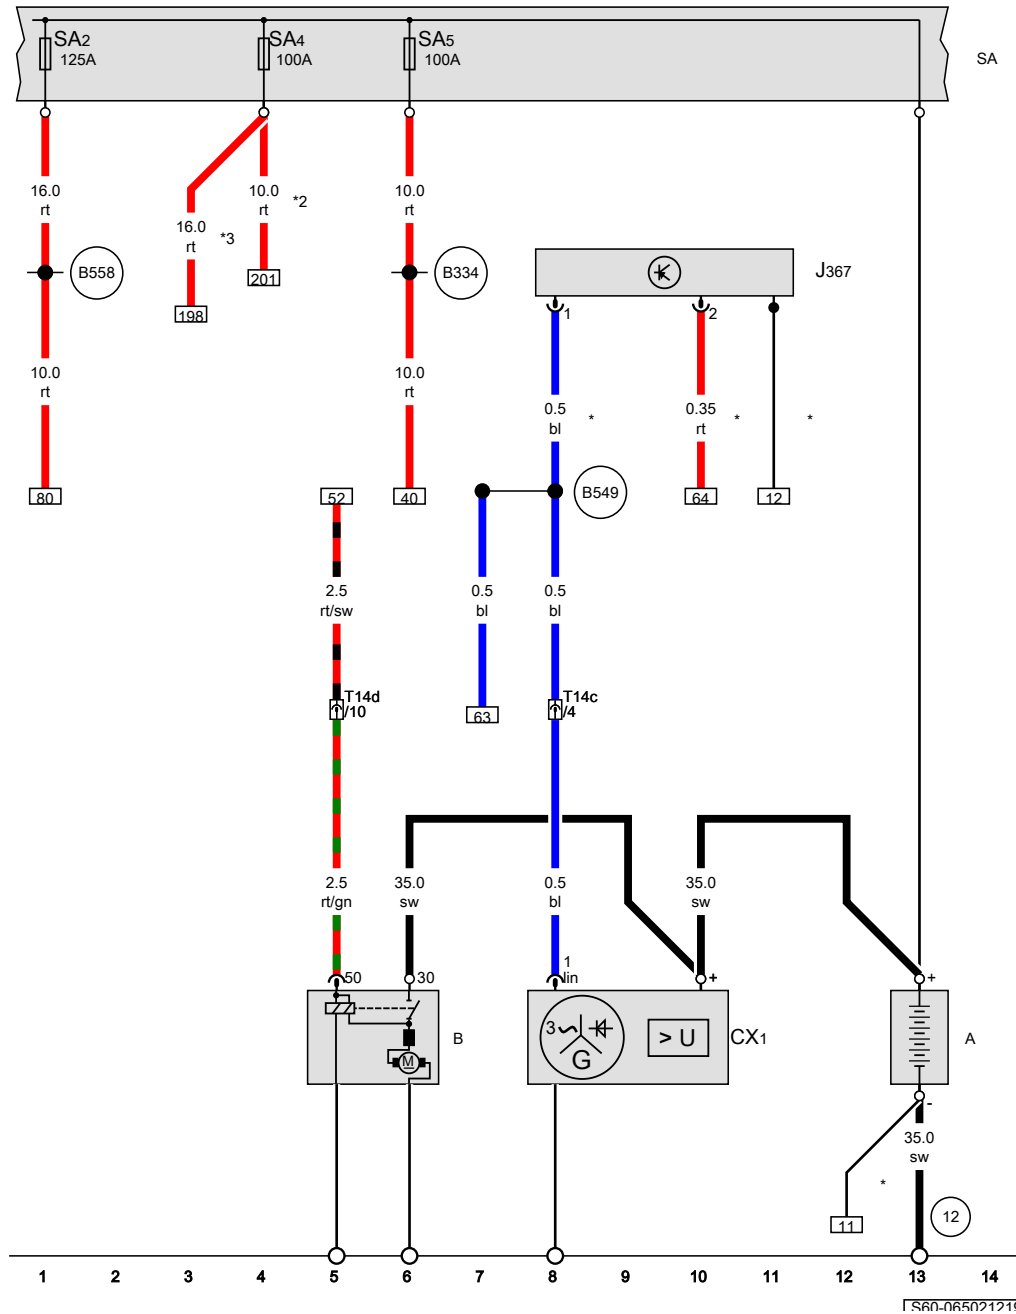 SA2
125A
SA4
100A
SA5
100A
SA
16.0
rt
10.0
rt
*2
10.0
rt
16.0
rt
*3
B558
201
B334
J367
198
1
2
10.0
rt
10.0
rt
0.5
bl
*
0.35
rt
*
*
80
52
40
B549
64
12
2.5
rt/sw
0.5
bl
0.5
bl
T14d
/10
63
T14c
/4
2.5
rt/gn
35.0
sw
0.5
bl
35.0
sw
50
30
1
lin
+
+
B
M
3
G
> U
CX1
A
-
35.0
sw
*
11
12
1 2 3 4 5 6 7 8 9 10 11 12 13 14